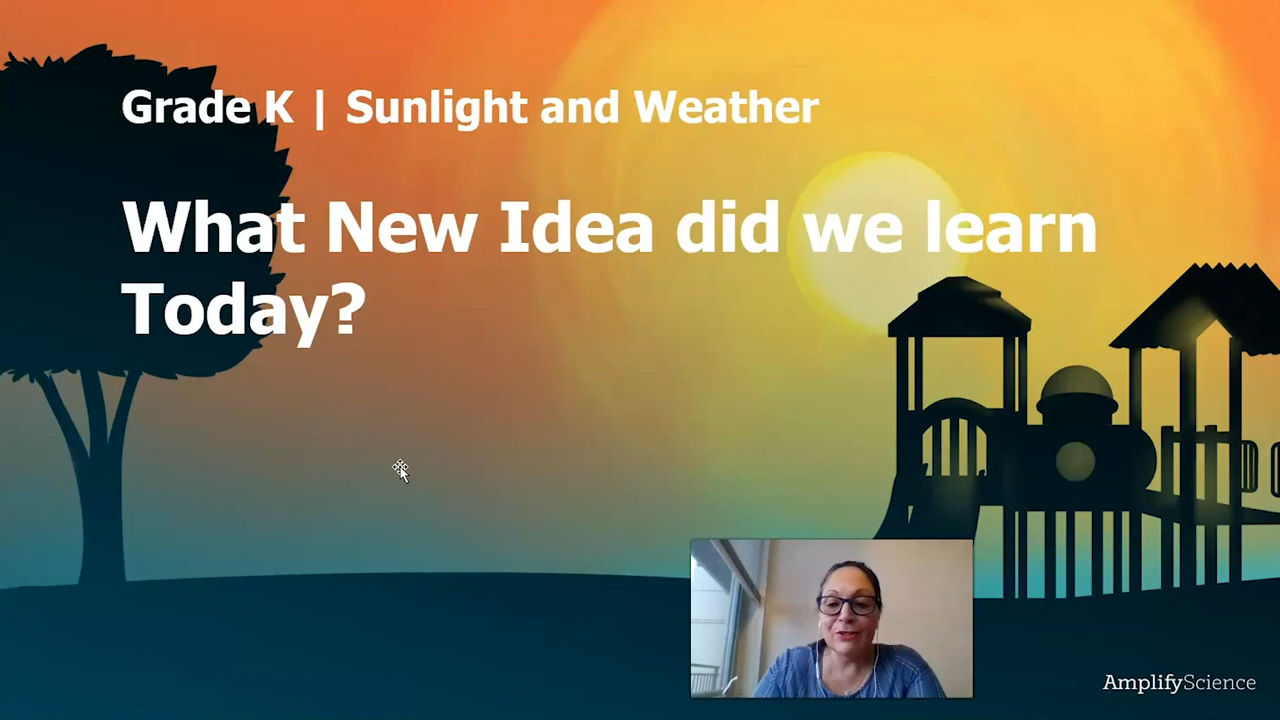 Grade K | Sunlight and Weather
What New Idea did we learn
Today?
AmplifyScience